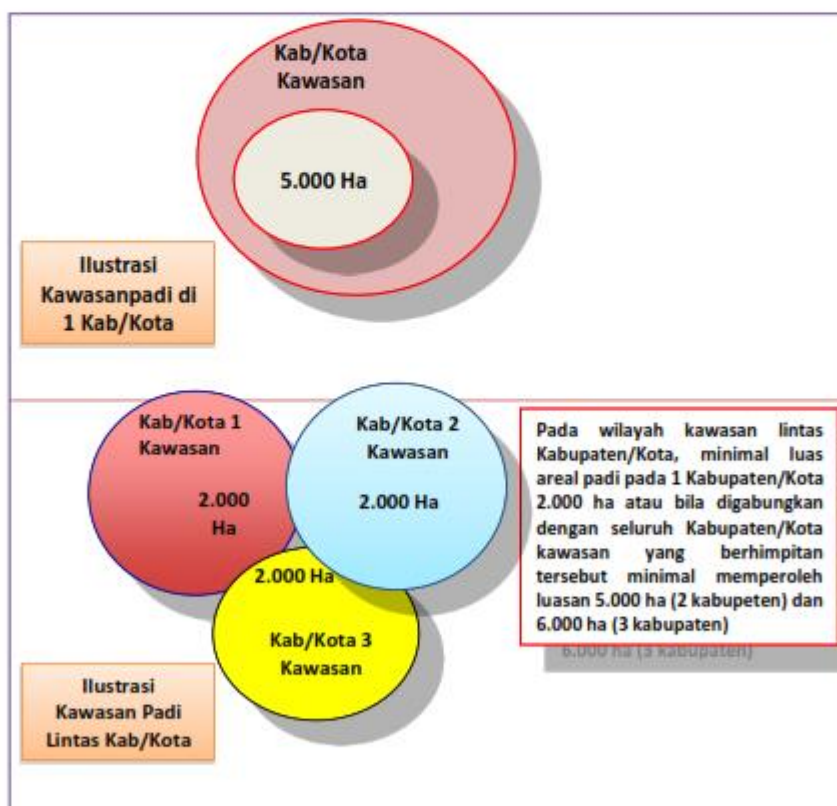 Kab/Kota
Kawasan
5.000 Ha
Ilustrasi
Kawasanpadi di
1 Kab/Kota
Kab/Kota 1
Kawasan
2.000
Ha
Kab/Kota 2
Kawasan
2.000 Ha
2.000 Ha
Kab/Kota 3
Kawasan
Pada wilayah kawasan lintas
Kabupaten/Kota, minimal luas
areal padi pada 1 Kabupaten/Kota
2.000 ha atau bila digabungkan
dengan seluruh Kabupaten/Kota
kawasan yang berhimpitan
tersebut minimal memperoleh
luasan 5.000 ha (2 kabupeten) dan
6.000 ha (3 kabupaten)
6.000 ha (3 kabupaten)
Ilustrasi
Kawasan Padi
Lintas Kab/Kota